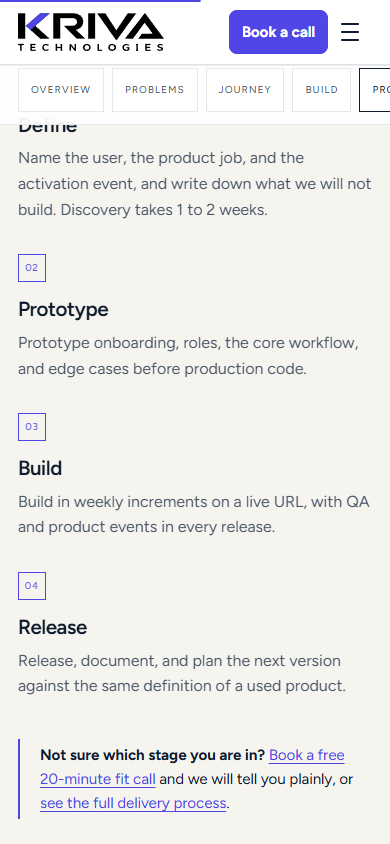 KRIVA
TECHNOLOGIES
Book a call
OVERVIEW
PROBLEMS
JOURNEY
BUILD
Define
Name the user, the product job, and the
activation event, and write down what we will not
build. Discovery takes 1 to 2 weeks.
02
Prototype
Prototype onboarding, roles, the core workflow,
and edge cases before production code.
03
Build
Build in weekly increments on a live URL, with QA
and product events in every release.
04
Release
Release, document, and plan the next version
against the same definition of a used product.
Not sure which stage you are in? Book a free
20-minute fit call and we will tell you plainly, or
see the full delivery process.